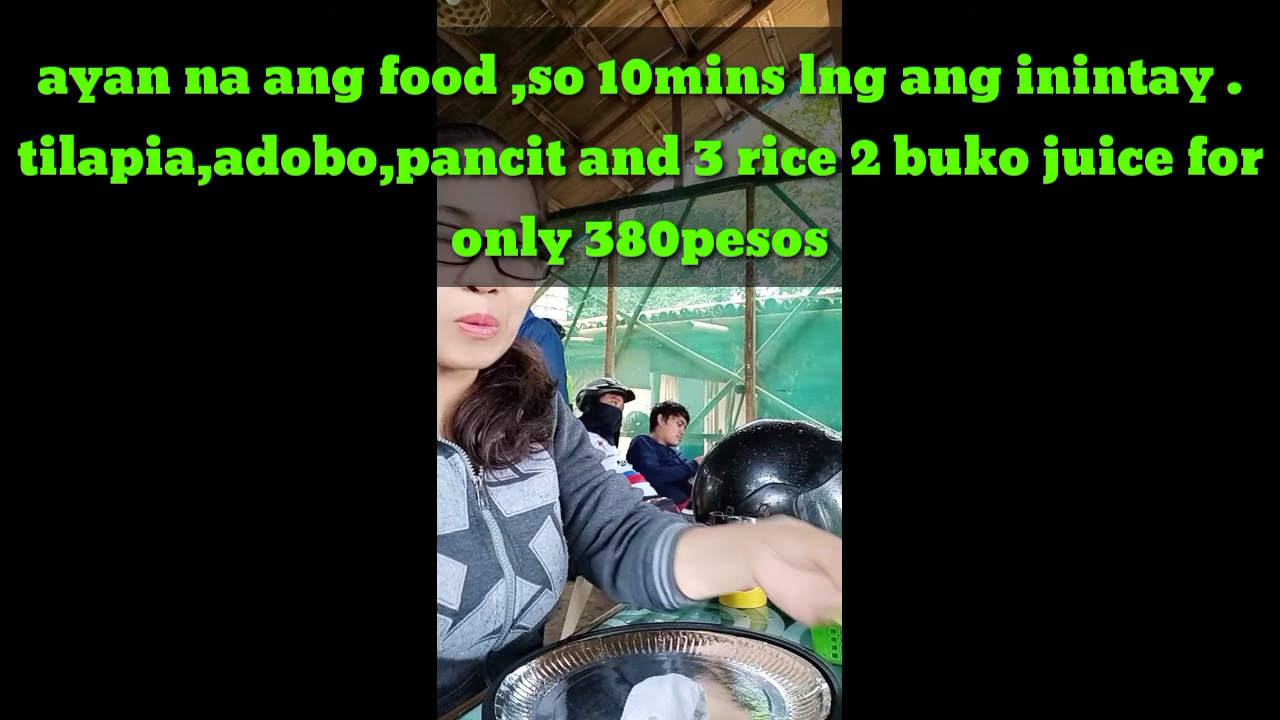 ayan na ang food ,so 10mins lng ang inintay .
tilapia,adobo,pancit and 3 rice 2 buko juice for
only 380pesos